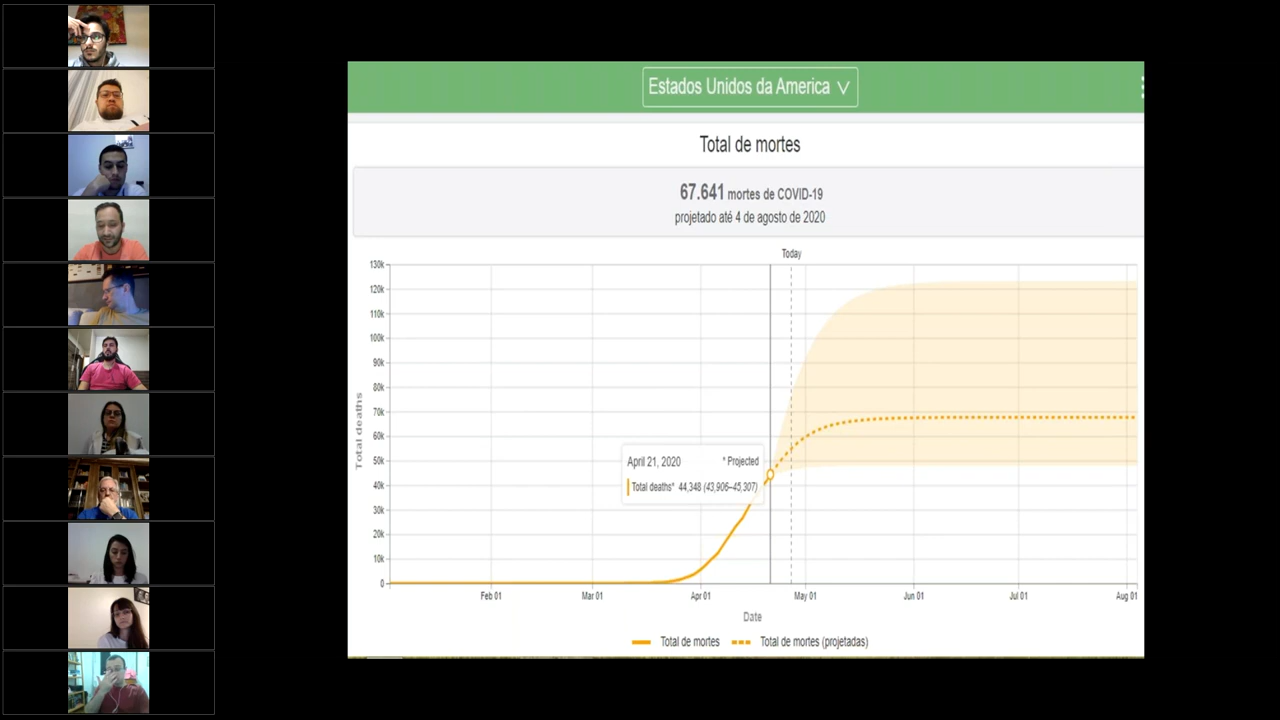 Estados Unidos da America
Total de mortes
67.641 mortes de COVID-19
projetado até 4 de agosto de 2020
Today
130k
120k
110k
100k
90k
80k
70k
60k
50k
40k
30k
20k
10k
0
Total deaths
April 21, 2020 * Projected
Total deaths* 44,348 (43,906–45,307)
Feb 01 Mar 01 Apr 01 May 01 Jun 01 Jul 01 Aug 01
Date
Total de mortes Total de mortes (projetadas)